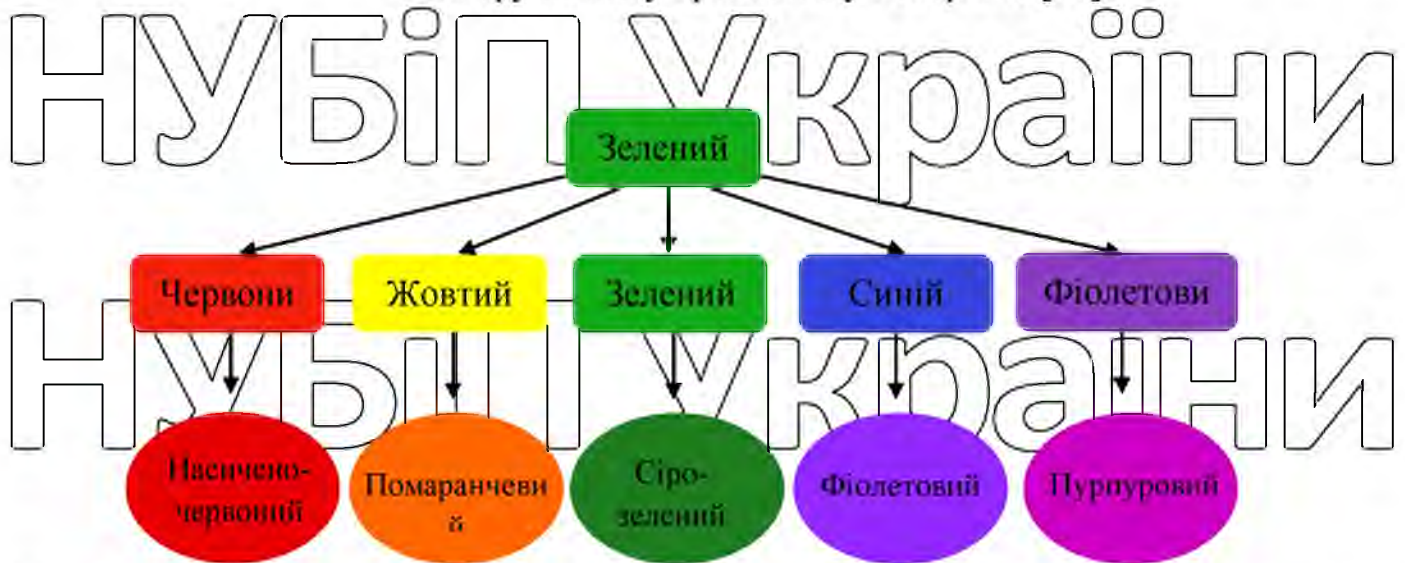 НУБіП України
Зелений
Червони
Жовтий
Зелений
Синій
Фіолетови
НУБіП України
Насичено-
червоний
Помаранчеви
й
Сіро-
зелений
Фіолетовий
Пурпуровий